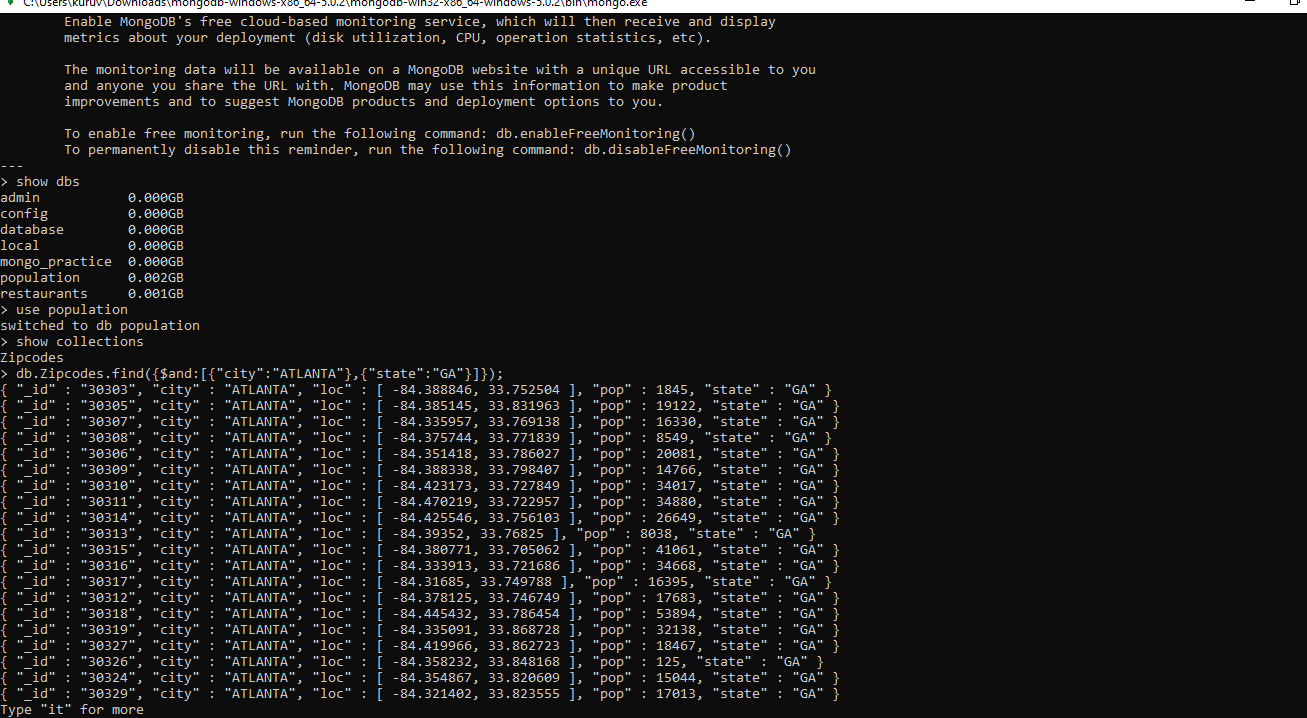 C:\Users\kuruv\Downloads\mongodb-windows-x86_64-5.0.2\mongodb-win32-x86_64-windows-5.0.2\bin\mongo.exe
Enable MongoDB's free cloud-based monitoring service, which will then receive and display
metrics about your deployment (disk utilization, CPU, operation statistics, etc).
The monitoring data will be available on a MongoDB website with a unique URL accessible to you
and anyone you share the URL with. MongoDB may use this information to make product
improvements and to suggest MongoDB products and deployment options to you.
To enable free monitoring, run the following command: db.enableFreeMonitoring()
To permanently disable this reminder, run the following command: db.disableFreeMonitoring()
---
> show dbs
admin 0.000GB
config 0.000GB
database 0.000GB
local 0.000GB
mongo_practice 0.000GB
population 0.002GB
restaurants 0.001GB
> use population
switched to db population
> show collections
Zipcodes
> db.Zipcodes.find({$and:[{"city":"ATLANTA"},{"state":"GA"}]});
{ "_id" : "30303", "city" : "ATLANTA", "loc" : [ -84.388846, 33.752504 ], "pop" : 1845, "state" : "GA" }
{ "_id" : "30305", "city" : "ATLANTA", "loc" : [ -84.385145, 33.831963 ], "pop" : 19122, "state" : "GA" }
{ "_id" : "30307", "city" : "ATLANTA", "loc" : [ -84.335957, 33.769138 ], "pop" : 16330, "state" : "GA" }
{ "_id" : "30308", "city" : "ATLANTA", "loc" : [ -84.375744, 33.771839 ], "pop" : 8549, "state" : "GA" }
{ "_id" : "30306", "city" : "ATLANTA", "loc" : [ -84.351418, 33.786027 ], "pop" : 20081, "state" : "GA" }
{ "_id" : "30309", "city" : "ATLANTA", "loc" : [ -84.388338, 33.798407 ], "pop" : 14766, "state" : "GA" }
{ "_id" : "30310", "city" : "ATLANTA", "loc" : [ -84.423173, 33.727849 ], "pop" : 34017, "state" : "GA" }
{ "_id" : "30311", "city" : "ATLANTA", "loc" : [ -84.470219, 33.722957 ], "pop" : 34880, "state" : "GA" }
{ "_id" : "30314", "city" : "ATLANTA", "loc" : [ -84.425546, 33.756103 ], "pop" : 26649, "state" : "GA" }
{ "_id" : "30313", "city" : "ATLANTA", "loc" : [ -84.39352, 33.76825 ], "pop" : 8038, "state" : "GA" }
{ "_id" : "30315", "city" : "ATLANTA", "loc" : [ -84.380771, 33.705062 ], "pop" : 41061, "state" : "GA" }
{ "_id" : "30316", "city" : "ATLANTA", "loc" : [ -84.333913, 33.721686 ], "pop" : 34668, "state" : "GA" }
{ "_id" : "30317", "city" : "ATLANTA", "loc" : [ -84.31685, 33.749788 ], "pop" : 16395, "state" : "GA" }
{ "_id" : "30312", "city" : "ATLANTA", "loc" : [ -84.378125, 33.746749 ], "pop" : 17683, "state" : "GA" }
{ "_id" : "30318", "city" : "ATLANTA", "loc" : [ -84.445432, 33.786454 ], "pop" : 53894, "state" : "GA" }
{ "_id" : "30319", "city" : "ATLANTA", "loc" : [ -84.335091, 33.868728 ], "pop" : 32138, "state" : "GA" }
{ "_id" : "30327", "city" : "ATLANTA", "loc" : [ -84.419966, 33.862723 ], "pop" : 18467, "state" : "GA" }
{ "_id" : "30326", "city" : "ATLANTA", "loc" : [ -84.358232, 33.848168 ], "pop" : 125, "state" : "GA" }
{ "_id" : "30324", "city" : "ATLANTA", "loc" : [ -84.354867, 33.820609 ], "pop" : 15044, "state" : "GA" }
{ "_id" : "30329", "city" : "ATLANTA", "loc" : [ -84.321402, 33.823555 ], "pop" : 17013, "state" : "GA" }
Type "it" for more